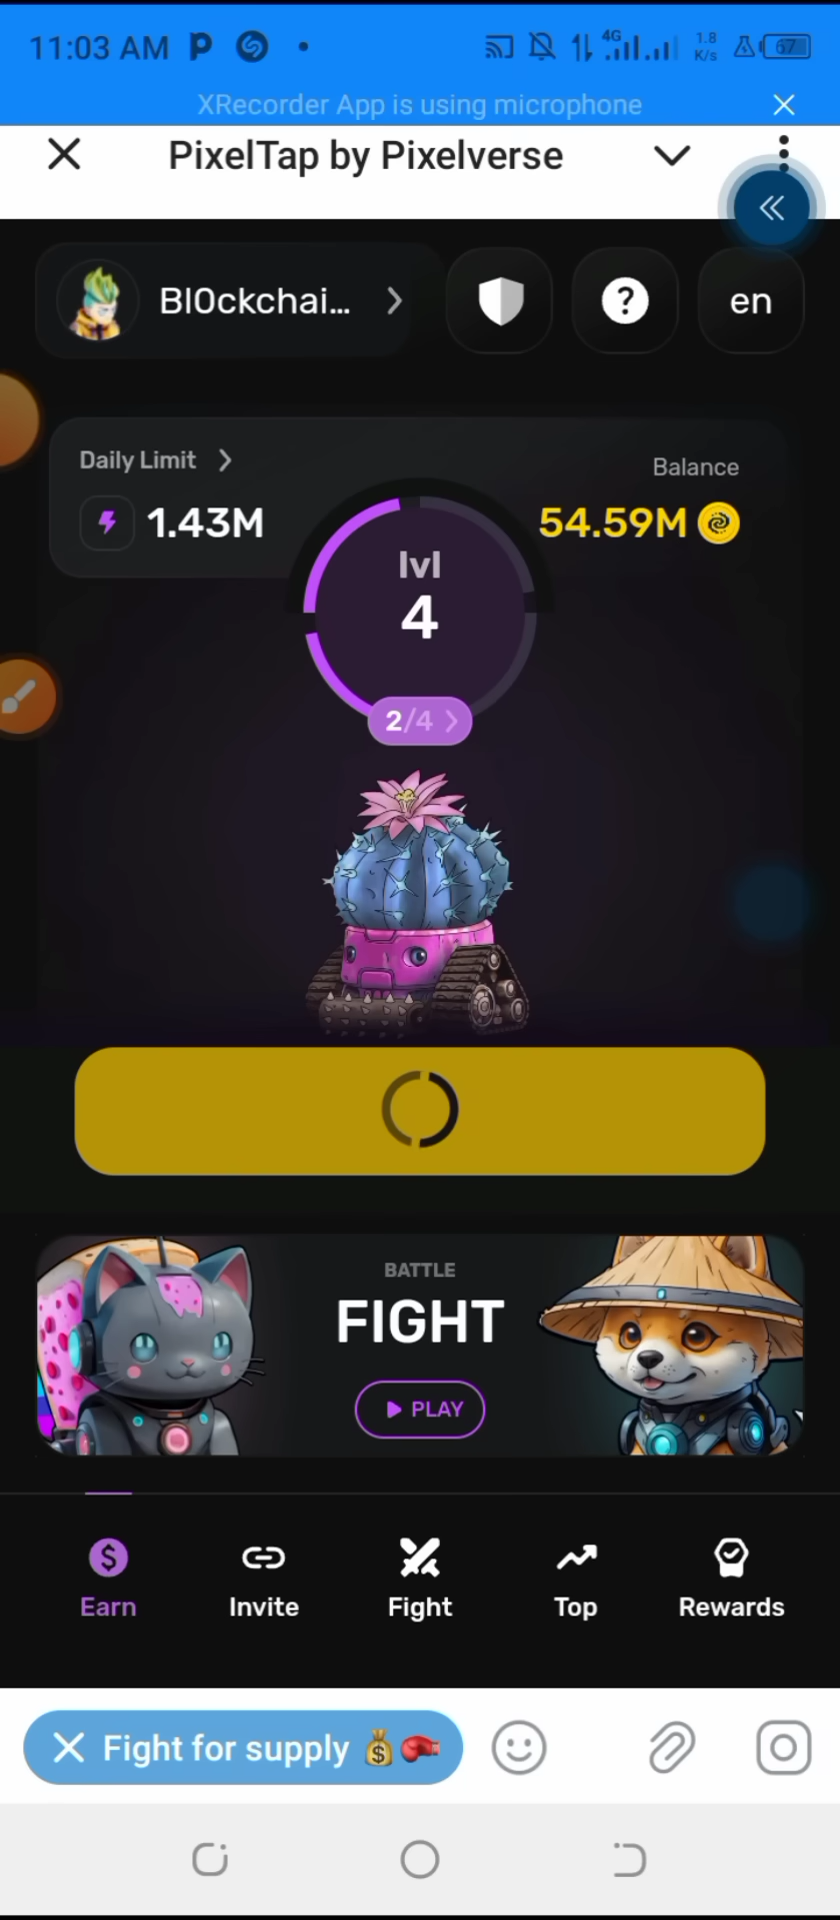 11:03 AM
4G 1.8 K/s 67
XRecorder App is using microphone
PixelTap by Pixelverse
Bl0ckchai... en
Daily Limit
1.43M
Balance
54.59M
lvl
4
2/4
BATTLE
FIGHT
PLAY
Earn Invite Fight Top Rewards
Fight for supply 💰🥊